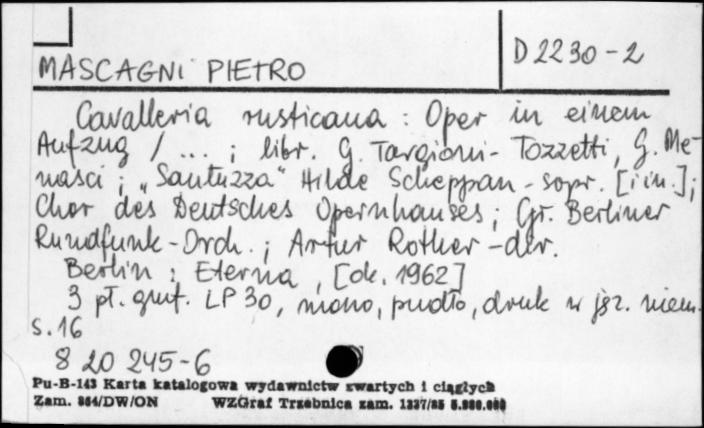 D 2230-2
MASCAGNI PIETRO
Cavalleria rusticana : Oper in einem
Aufzug / ... ; libr. G. Targioni-Tozzetti, G. Me-
nasci ; „Santuzza" Hilde Scheppan - sopr. [i in.];
Chor des Deutsches Opernhauses ; Gr. Berliner
Rundfunk-Orch. ; Artur Rother - dyr.
Berlin : Eterna, [ok. 1962]
3 pł. gmf. LP 30, mono, pudło, druk w jęz. niem.
s. 16
8 20 245-6
Pu-B-143 Karta katalogowa wydawnictw zwartych i ciągłych
Zam. 864/DW/ON WZGraf Trzebnica zam. 1337/85 5.000.000